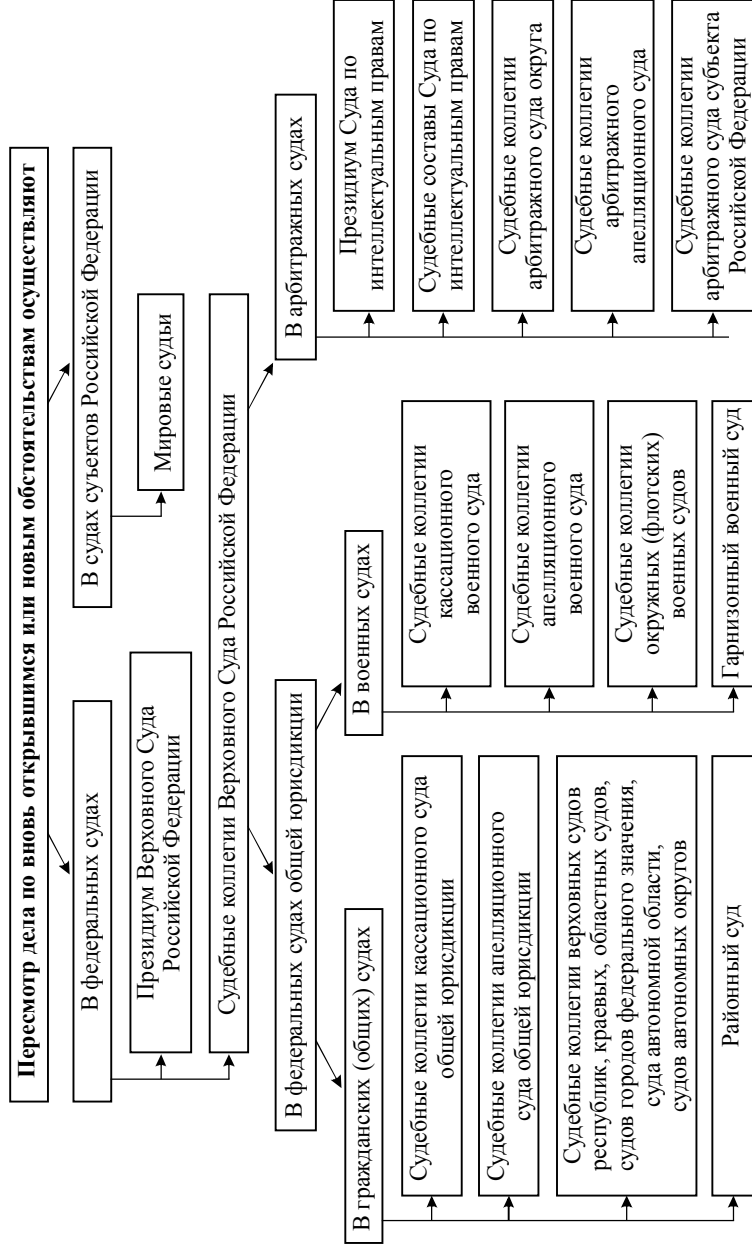 Пересмотр дела по вновь открывшимся или новым обстоятельствам осуществляют
В федеральных судах
В судах суъектов Российской Федерации
Президиум Верховного Суда
Российской Федерации
Мировые судьи
Судебные коллегии Верховного Суда Российской Федерации
В федеральных судах общей юрисдикции
В арбитражных судах
В гражданских (общих) судах
В военных судах
Судебные коллегии кассационного суда
общей юрисдикции
Судебные коллегии апелляционного
суда общей юрисдикции
Судебные коллегии верховных судов
республик, краевых, областных судов,
судов городов федерального значения,
суда автономной области,
судов автономных округов
Районный суд
Судебные коллегии
кассационного
военного суда
Судебные коллегии
апелляционного
военного суда
Судебные коллегии
окружных (флотских)
военных судов
Гарнизонный военный суд
Президиум Суда по
интеллектуальным правам
Судебные составы Суда по
интеллектуальным правам
Судебные коллегии
арбитражного суда округа
Судебные коллегии
арбитражного
апелляционного суда
Судебные коллегии
арбитражного суда субъекта
Российской Федерации